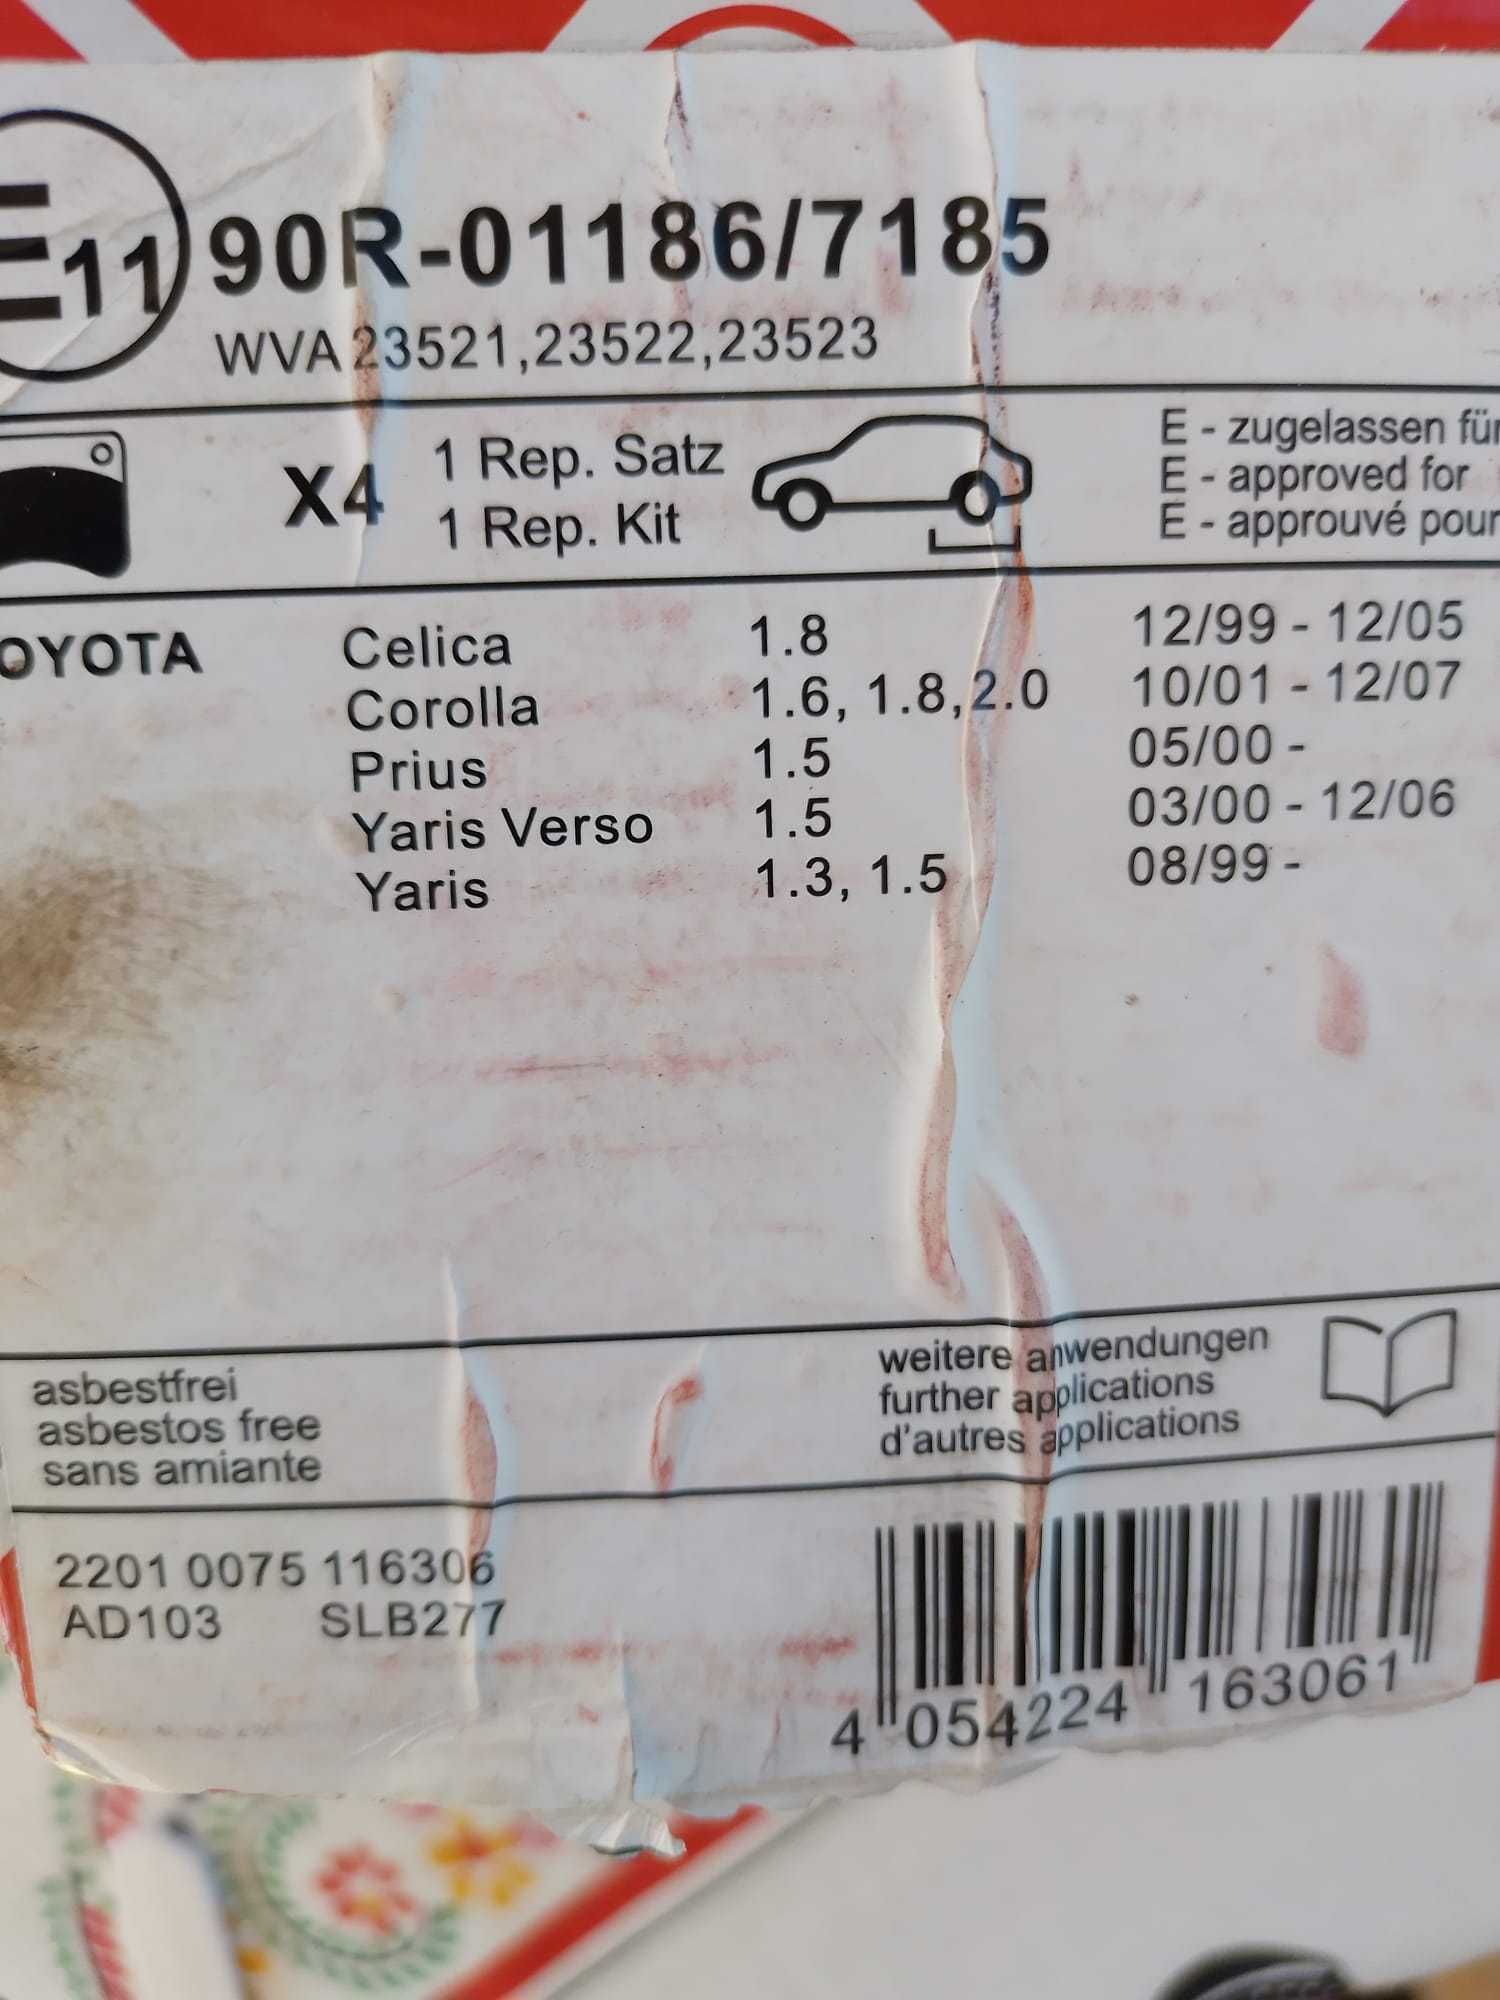 E11 90R-01186/7185
WVA 23521,23522,23523
X4
1 Rep. Satz
1 Rep. Kit
E - zugelassen für
E - approved for
E - approuvé pour
OYOTA Celica 1.8 12/99 - 12/05
Corolla 1.6, 1.8,2.0 10/01 - 12/07
Prius 1.5 05/00 -
Yaris Verso 1.5 03/00 - 12/06
Yaris 1.3, 1.5 08/99 -
asbestfrei
asbestos free
sans amiante
weitere anwendungen
further applications
d'autres applications
2201 0075 116306
AD103 SLB277
4 054224 163061